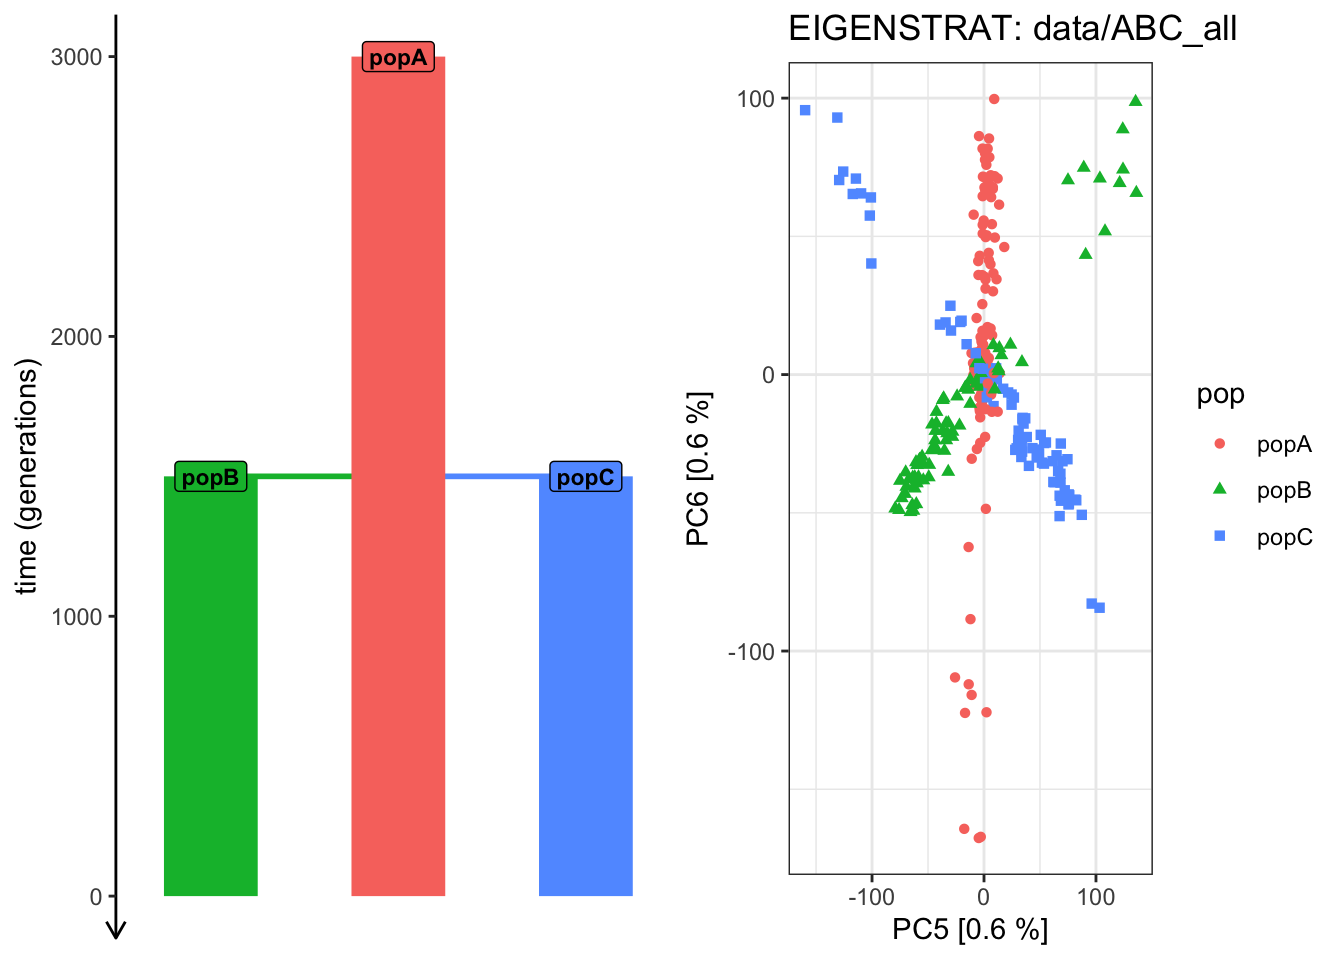 time (generations)
3000
2000
1000
0
popA
popB
popC
EIGENSTRAT: data/ABC_all
PC6 [0.6 %]
100
0
-100
-100
0
100
PC5 [0.6 %]
pop
popA
popB
popC